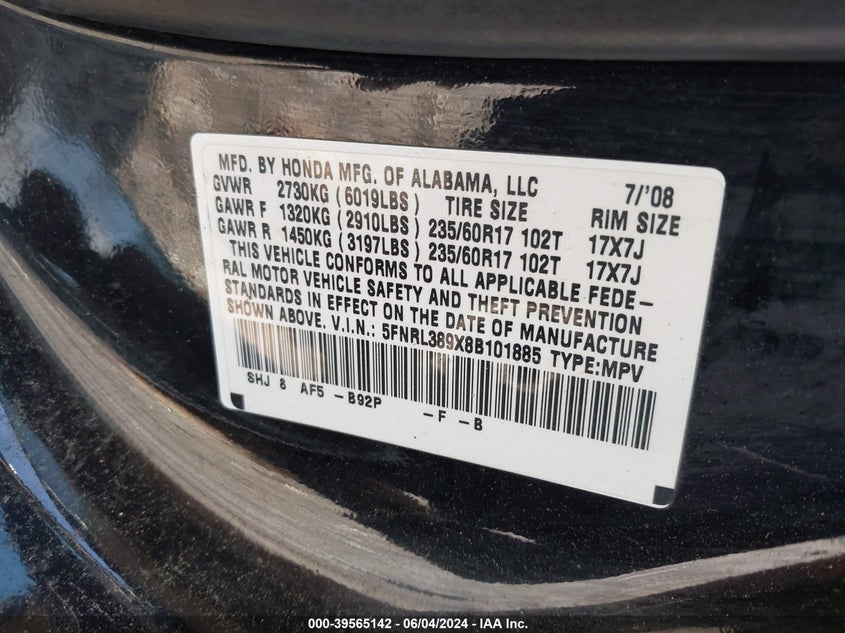 MFD. BY HONDA MFG. OF ALABAMA, LLC 7/'08
GVWR 2730KG (6019LBS) TIRE SIZE RIM SIZE
GAWR F 1320KG (2910LBS) 235/60R17 102T 17X7J
GAWR R 1450KG (3197LBS) 235/60R17 102T 17X7J
THIS VEHICLE CONFORMS TO ALL APPLICABLE FEDE-
RAL MOTOR VEHICLE SAFETY AND THEFT PREVENTION
STANDARDS IN EFFECT ON THE DATE OF MANUFACTURE
SHOWN ABOVE. V.I.N.: 5FNRL389X8B101885 TYPE:MPV
SHJ 8 AF5 -B92P -F -B
000-39565142 - 06/04/2024 - IAA Inc.